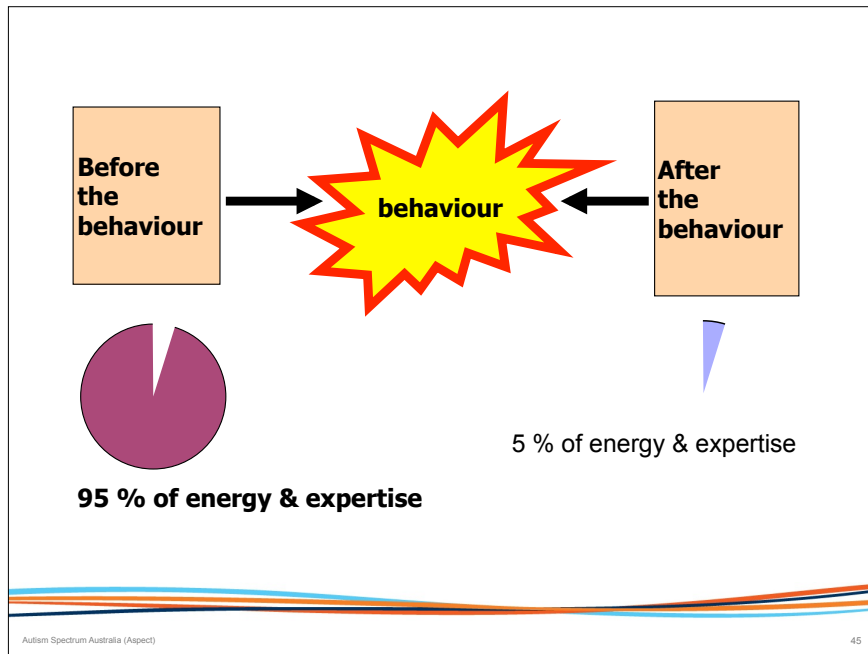 Before
the
behaviour
behaviour
After
the
behaviour
95 % of energy & expertise
5 % of energy & expertise
Autism Spectrum Australia (Aspect)
45